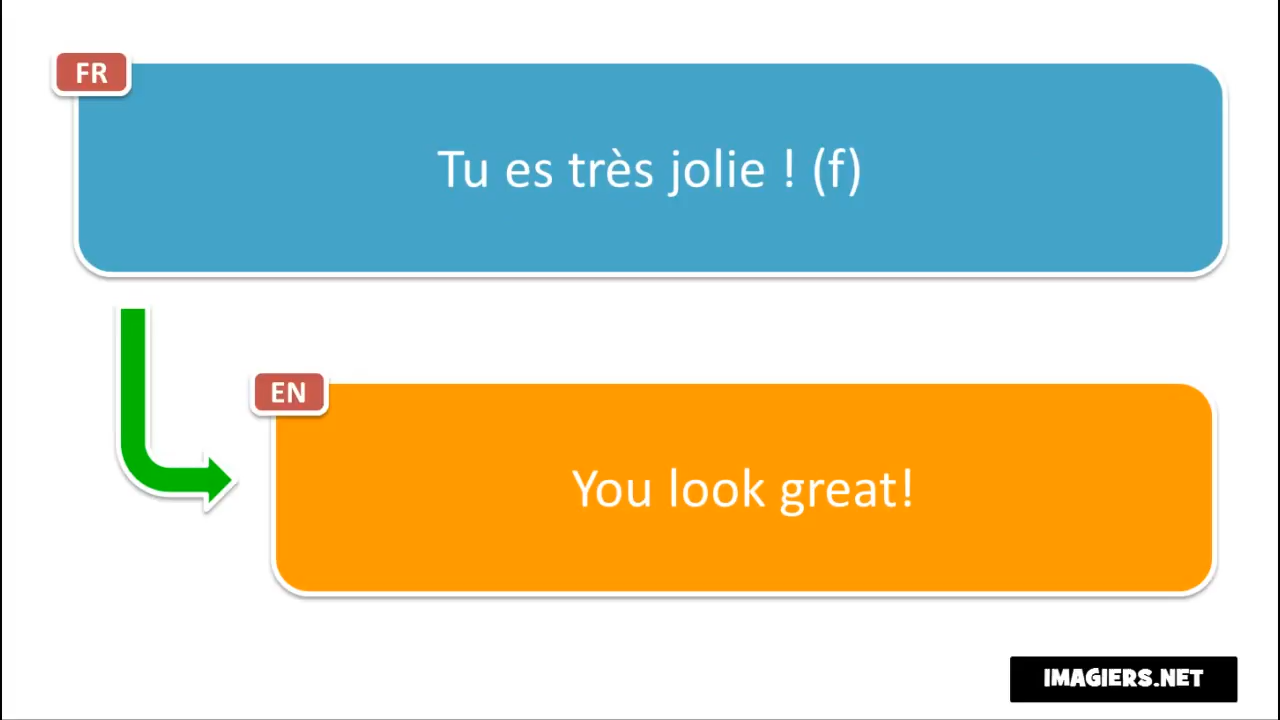 FR
Tu es très jolie ! (f)
EN
You look great!
IMAGIERS.NET